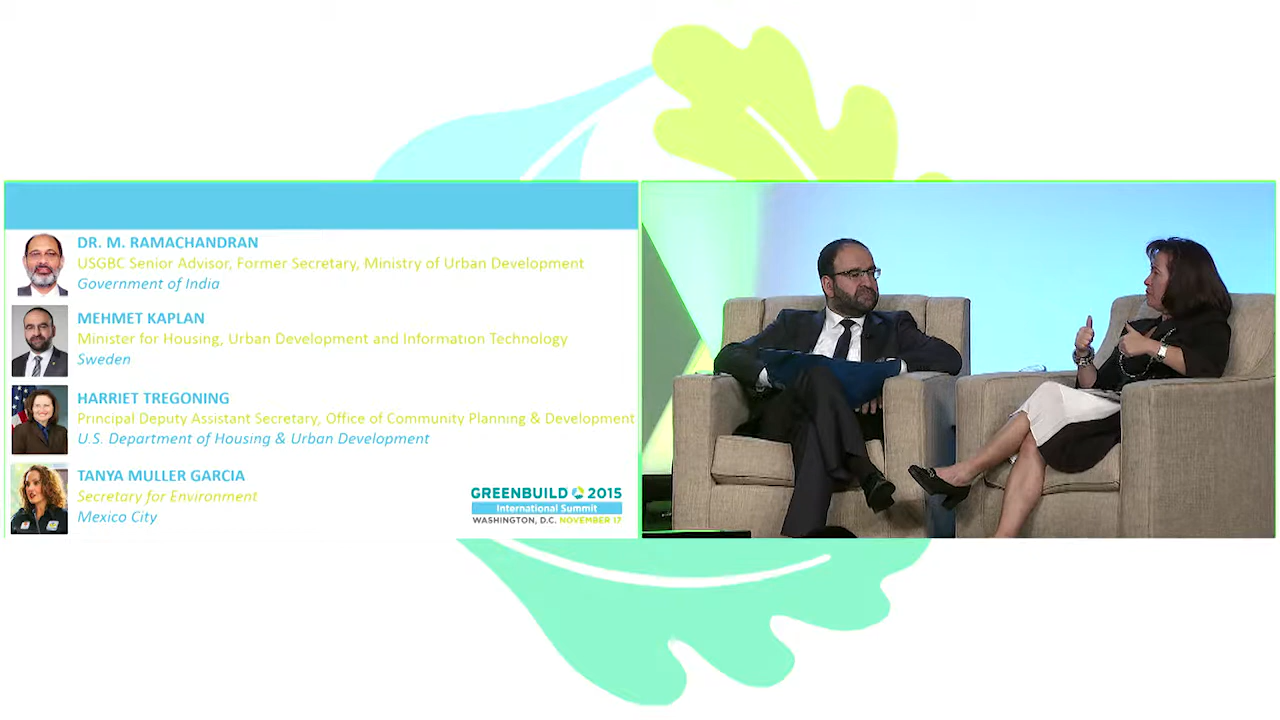 DR. M. RAMACHANDRAN
USGBC Senior Advisor, Former Secretary, Ministry of Urban Development
Government of India
MEHMET KAPLAN
Minister for Housing, Urban Development and Information Technology
Sweden
HARRIET TREGONING
Principal Deputy Assistant Secretary, Office of Community Planning & Development
U.S. Department of Housing & Urban Development
TANYA MULLER GARCIA
Secretary for Environment
Mexico City
GREENBUILD 2015
International Summit
WASHINGTON, D.C. NOVEMBER 17